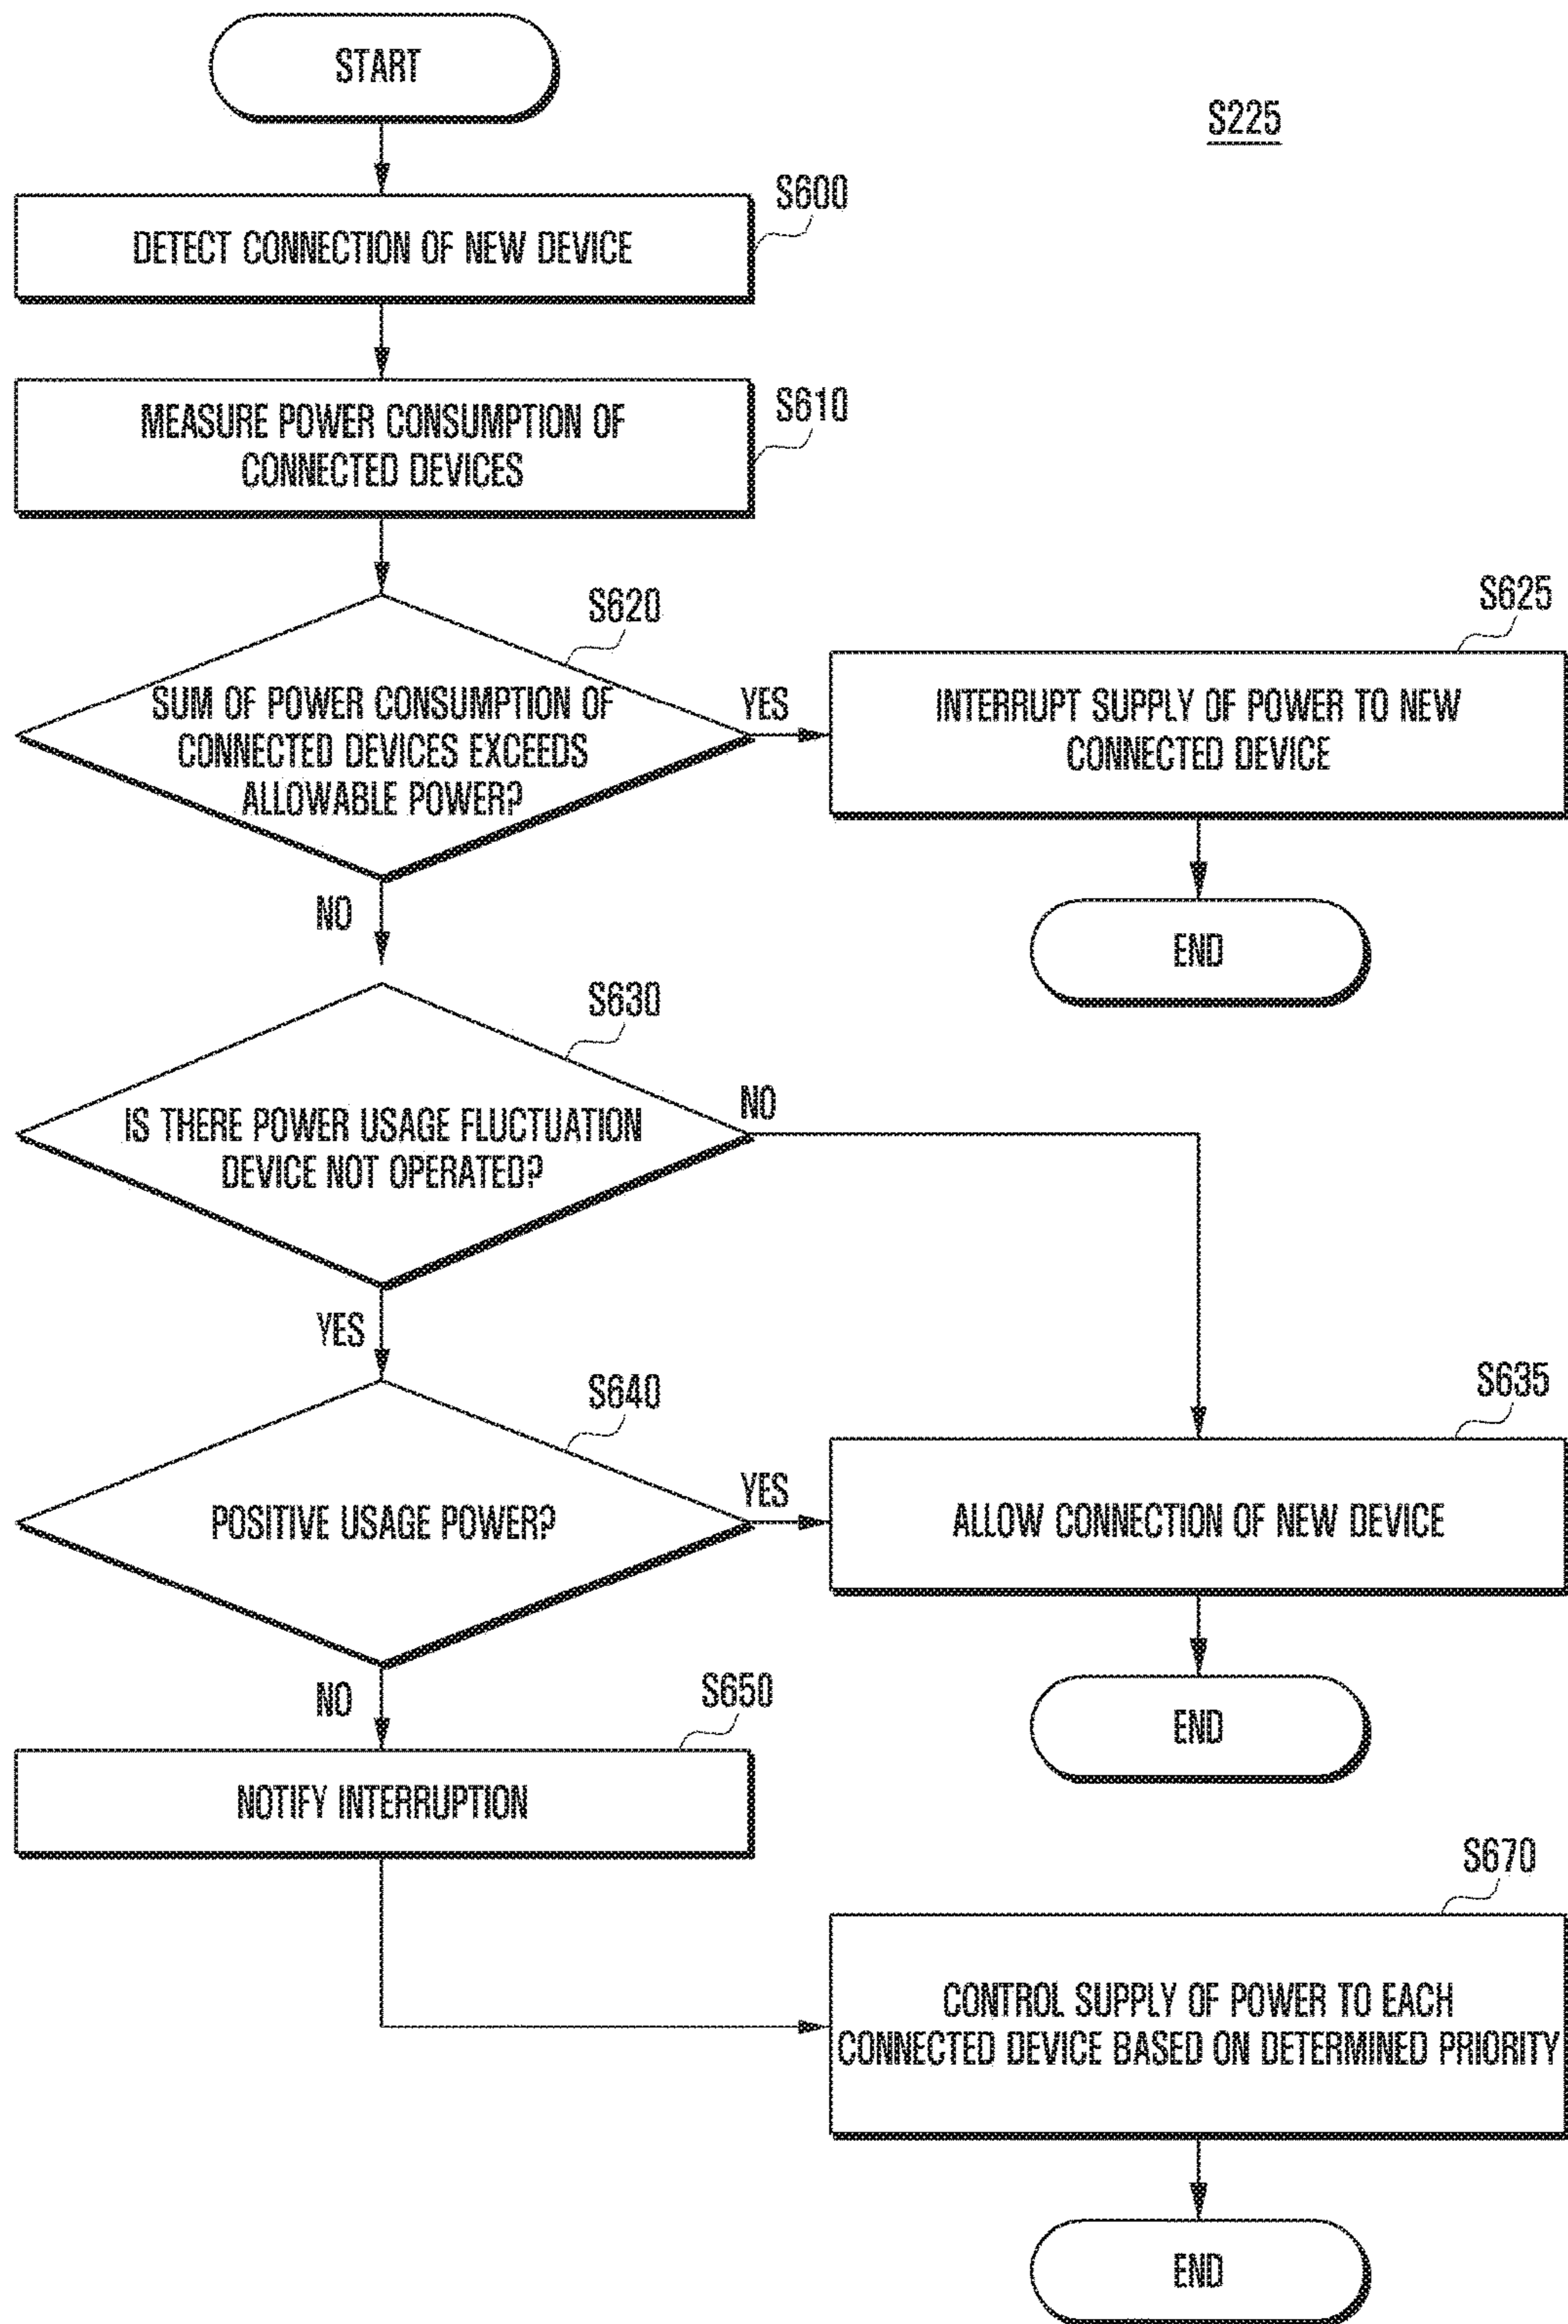 START
S225
S600
DETECT CONNECTION OF NEW DEVICE
S610
MEASURE POWER CONSUMPTION OF
CONNECTED DEVICES
S620
SUM OF POWER CONSUMPTION OF
CONNECTED DEVICES EXCEEDS
ALLOWABLE POWER?
YES
S625
INTERRUPT SUPPLY OF POWER TO NEW
CONNECTED DEVICE
END
NO
S630
IS THERE POWER USAGE FLUCTUATION
DEVICE NOT OPERATED?
NO
YES
S640
POSITIVE USAGE POWER?
YES
S635
ALLOW CONNECTION OF NEW DEVICE
END
NO
S650
NOTIFY INTERRUPTION
S670
CONTROL SUPPLY OF POWER TO EACH
CONNECTED DEVICE BASED ON DETERMINED PRIORITY
END